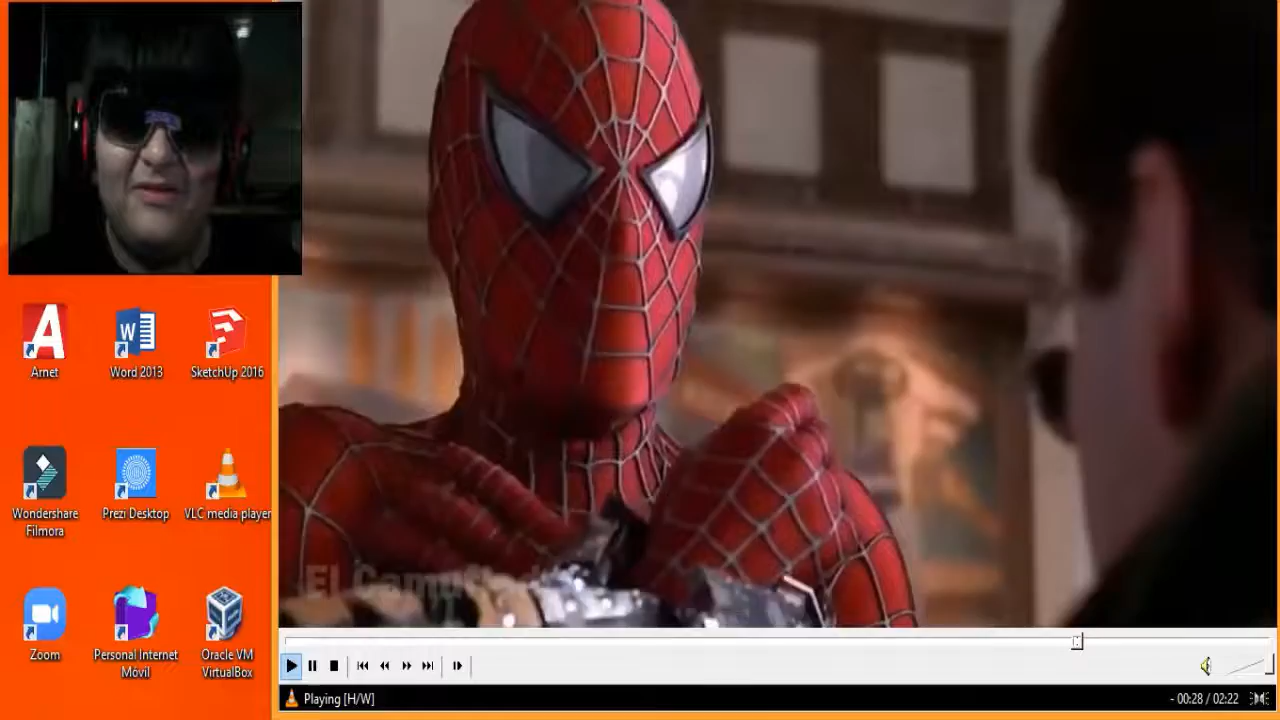 Arnet
Word 2013
SketchUp 2016
Wondershare
Filmora
Prezi Desktop
VLC media player
Zoom
Personal Internet
Móvil
Oracle VM
VirtualBox
Playing [H/W]
- 00:28 / 02:22